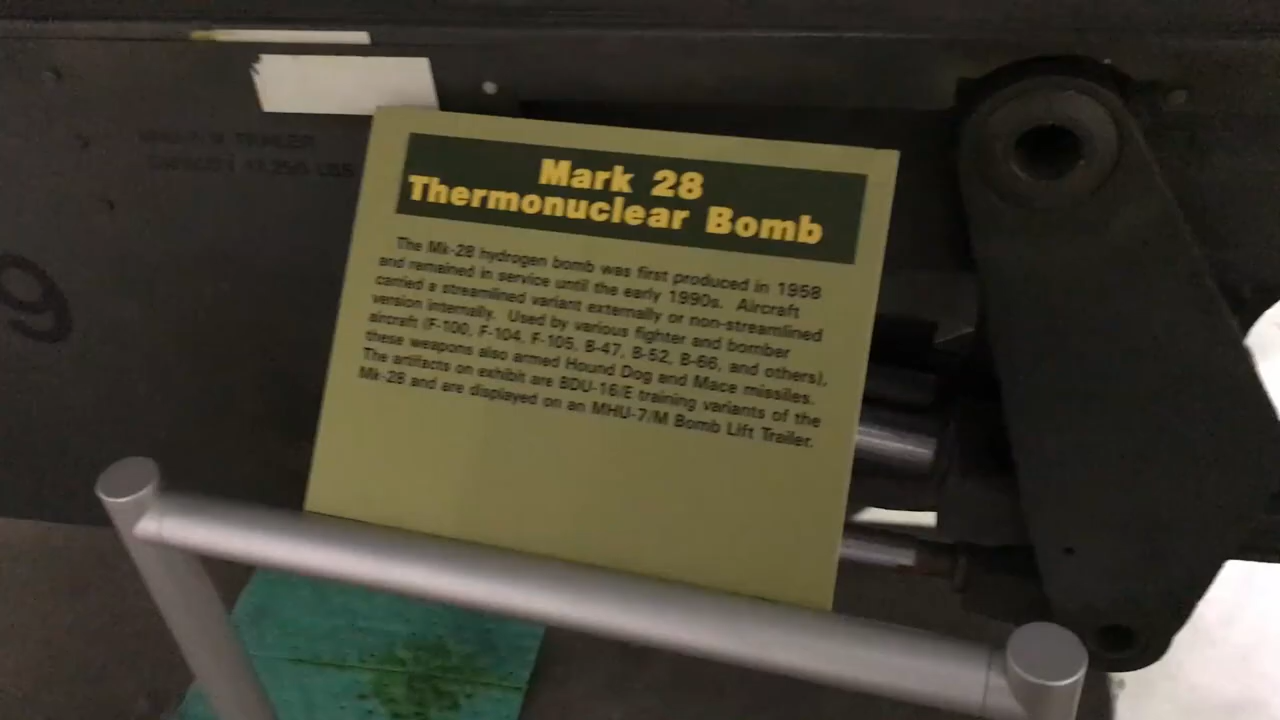 Mark 28
Thermonuclear Bomb
The Mk-28 hydrogen bomb was first produced in 1958
and remained in service until the early 1990s. Aircraft
carried a streamlined variant externally or non-streamlined
version internally. Used by various fighter and bomber
aircraft (F-100, F-104, F-105, B-47, B-52, B-66, and others),
these weapons also armed Hound Dog and Mace missiles.
The artifacts on exhibit are BDU-16/E training variants of the
Mk-28 and are displayed on an MHU-7/M Bomb Lift Trailer.
TRAILER
9